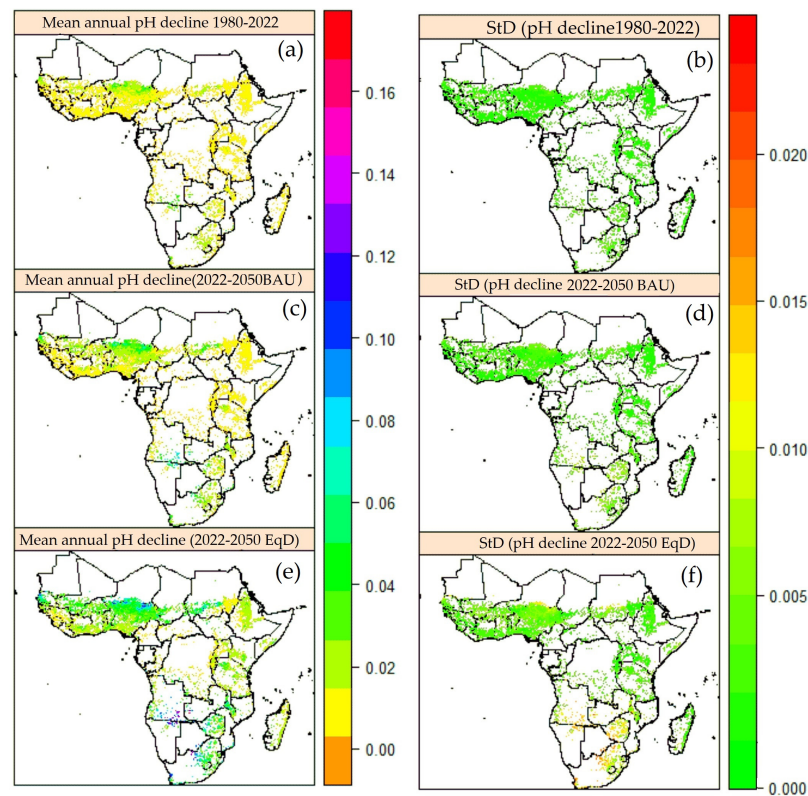 Mean annual pH decline 1980-2022
(a)
0.16
0.14
0.12
0.10
0.08
0.06
0.04
0.02
0.00
StD (pH decline1980-2022)
(b)
0.020
0.015
0.010
0.005
0.000
Mean annual pH decline(2022-2050BAU)
(c)
StD (pH decline 2022-2050 BAU)
(d)
Mean annual pH decline (2022-2050 EqD)
(e)
StD (pH decline 2022-2050 EqD)
(f)